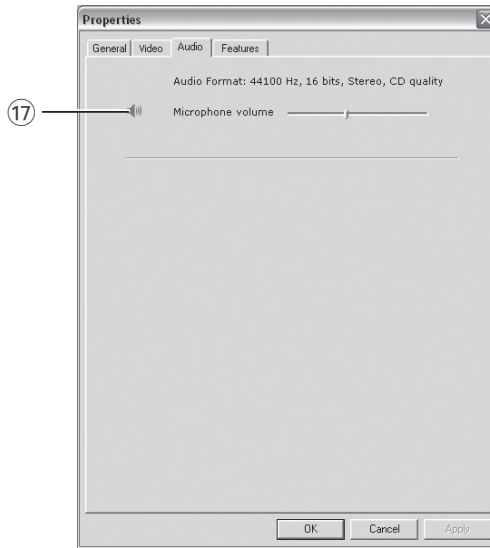 Properties
General Video Audio Features
Audio Format: 44100 Hz, 16 bits, Stereo, CD quality
⑰
Microphone volume
OK Cancel Apply